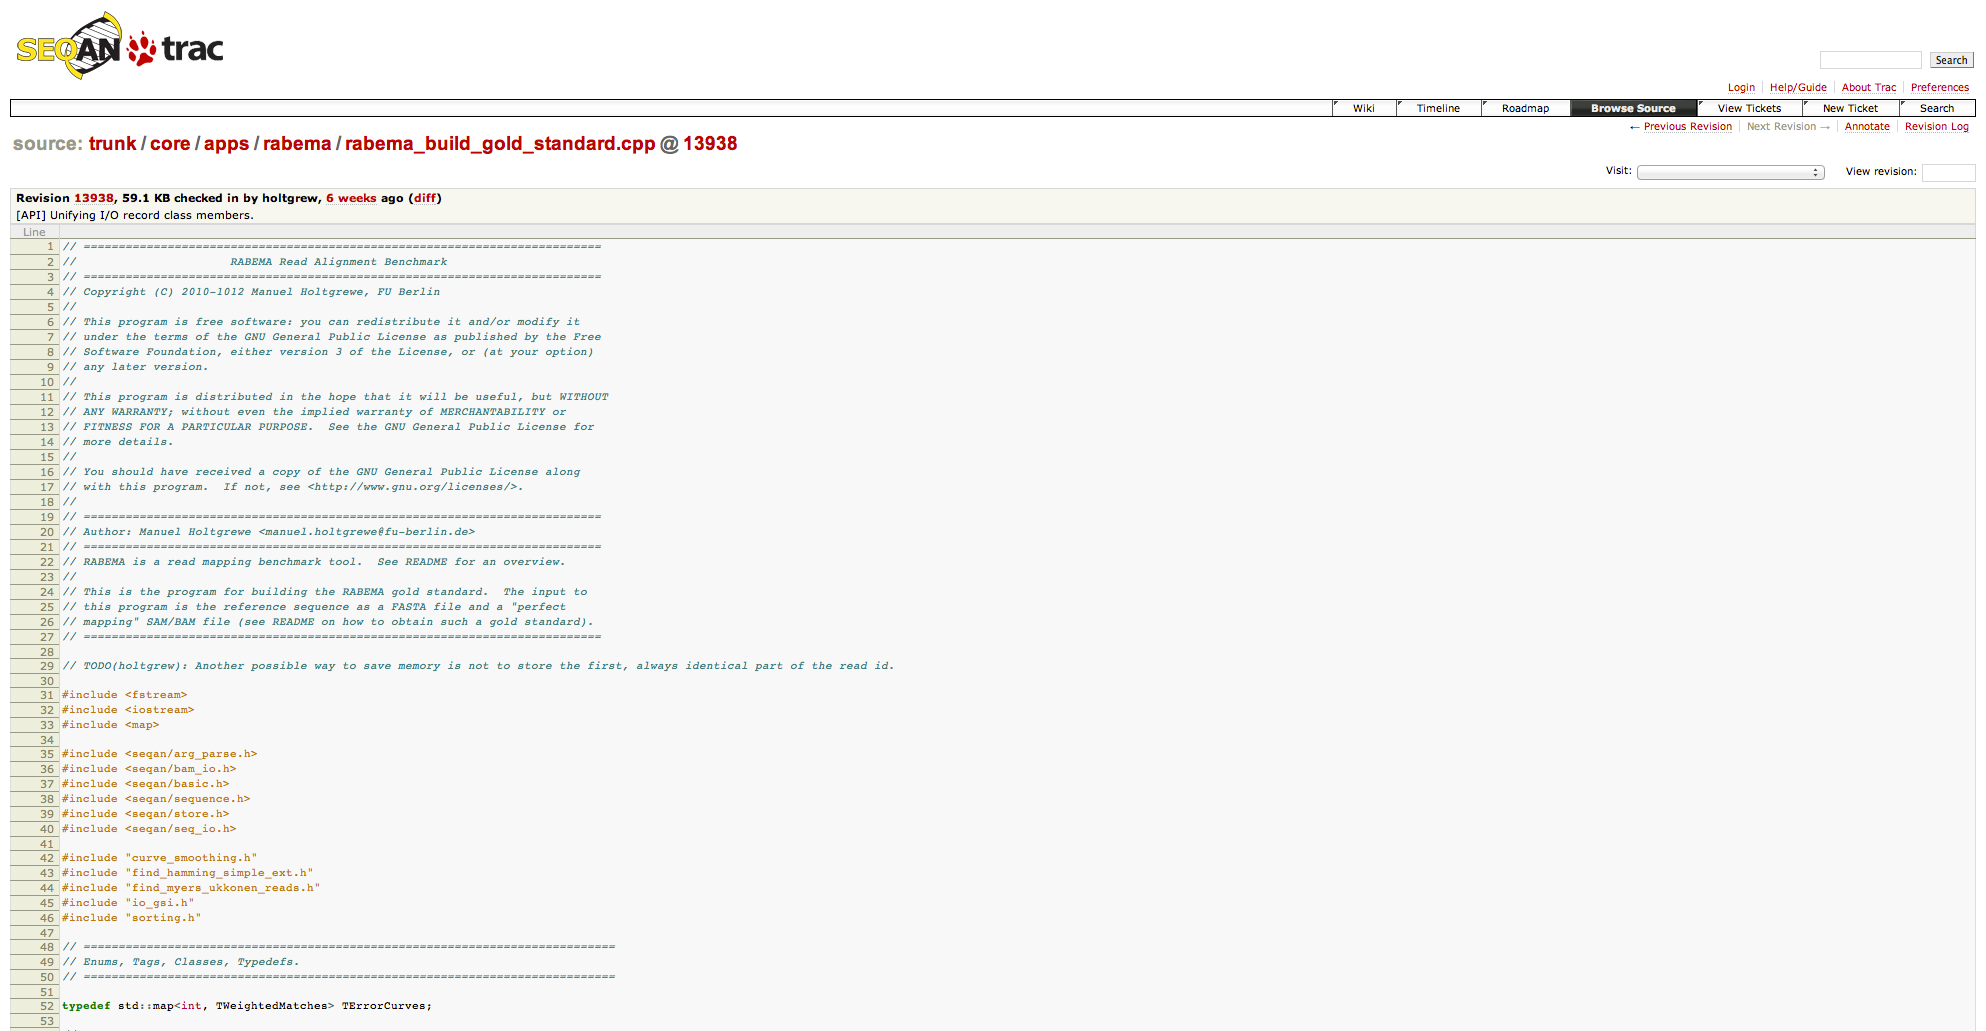 SEQAN trac
Search
Login Help/Guide About Trac Preferences
Wiki Timeline Roadmap Browse Source View Tickets New Ticket Search
← Previous Revision Next Revision → Annotate Revision Log
source: trunk / core / apps / rabema / rabema_build_gold_standard.cpp @ 13938
Visit: View revision:
Revision 13938, 59.1 KB checked in by holtgrew, 6 weeks ago (diff)
[API] Unifying I/O record class members.
Line
1 // ==========================================================================
2 // RABEMA Read Alignment Benchmark
3 // ==========================================================================
4 // Copyright (C) 2010-1012 Manuel Holtgrewe, FU Berlin
5 //
6 // This program is free software: you can redistribute it and/or modify it
7 // under the terms of the GNU General Public License as published by the Free
8 // Software Foundation, either version 3 of the License, or (at your option)
9 // any later version.
10 //
11 // This program is distributed in the hope that it will be useful, but WITHOUT
12 // ANY WARRANTY; without even the implied warranty of MERCHANTABILITY or
13 // FITNESS FOR A PARTICULAR PURPOSE.  See the GNU General Public License for
14 // more details.
15 //
16 // You should have received a copy of the GNU General Public License along
17 // with this program.  If not, see <http://www.gnu.org/licenses/>.
18 //
19 // ==========================================================================
20 // Author: Manuel Holtgrewe <manuel.holtgrewe@fu-berlin.de>
21 // ==========================================================================
22 // RABEMA is a read mapping benchmark tool.  See README for an overview.
23 //
24 // This is the program for building the RABEMA gold standard.  The input to
25 // this program is the reference sequence as a FASTA file and a "perfect
26 // mapping" SAM/BAM file (see README on how to obtain such a gold standard).
27 // ==========================================================================
28
29 // TODO(holtgrew): Another possible way to save memory is not to store the first, always identical part of the read id.
30
31 #include <fstream>
32 #include <iostream>
33 #include <map>
34
35 #include <seqan/arg_parse.h>
36 #include <seqan/bam_io.h>
37 #include <seqan/basic.h>
38 #include <seqan/sequence.h>
39 #include <seqan/store.h>
40 #include <seqan/seq_io.h>
41
42 #include "curve_smoothing.h"
43 #include "find_hamming_simple_ext.h"
44 #include "find_myers_ukkonen_reads.h"
45 #include "io_gsi.h"
46 #include "sorting.h"
47
48 // ============================================================================
49 // Enums, Tags, Classes, Typedefs.
50 // ============================================================================
51
52 typedef std::map<int, TWeightedMatches> TErrorCurves;
53